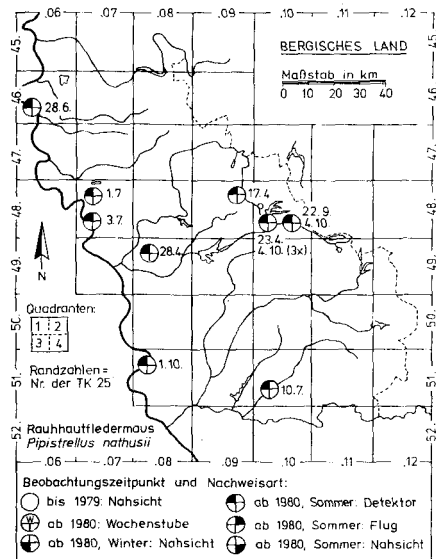 .06 .07 .08 .09 .10 .11 .12
45.
46.
47.
48.
49.
50.
51.
52.
BERGISCHES LAND
Maßstab in km
0 10 20 30 40
28.6.
1.7.
3.7.
17.4.
22.9.
4.10.
23.4.
4.10. (3x)
28.4.
1.10.
10.7.
N
Quadranten:
1 2
3 4
Randzahlen =
Nr. der TK 25
Rauhhautfledermaus
Pipistrellus nathusii
.06 .07 .08 .09 .10 .11 .12
Beobachtungszeitpunkt und Nachweisart:
bis 1979: Nahsicht
W ab 1980: Wochenstube
ab 1980, Winter: Nahsicht
ab 1980, Sommer: Detektor
ab 1980, Sommer: Flug
ab 1980, Sommer: Nahsicht